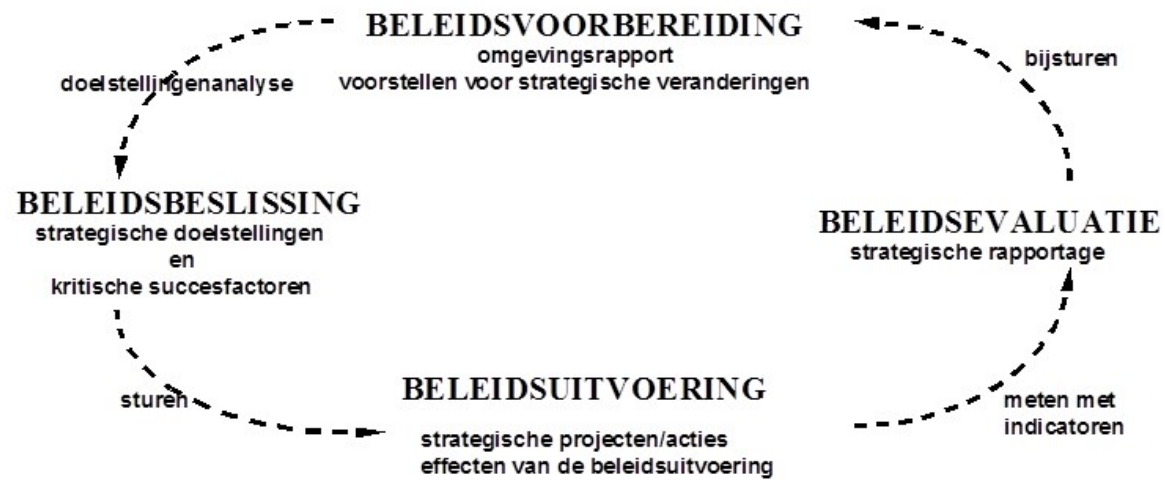 BELEIDSVOORBEREIDING
omgevingsrapport
voorstellen voor strategische veranderingen
doelstellingenanalyse
BELEIDSBESLISSING
strategische doelstellingen
en
kritische succesfactoren
sturen
BELEIDSUITVOERING
strategische projecten/acties
effecten van de beleidsuitvoering
meten met
indicatoren
BELEIDSEVALUATIE
strategische rapportage
bijsturen